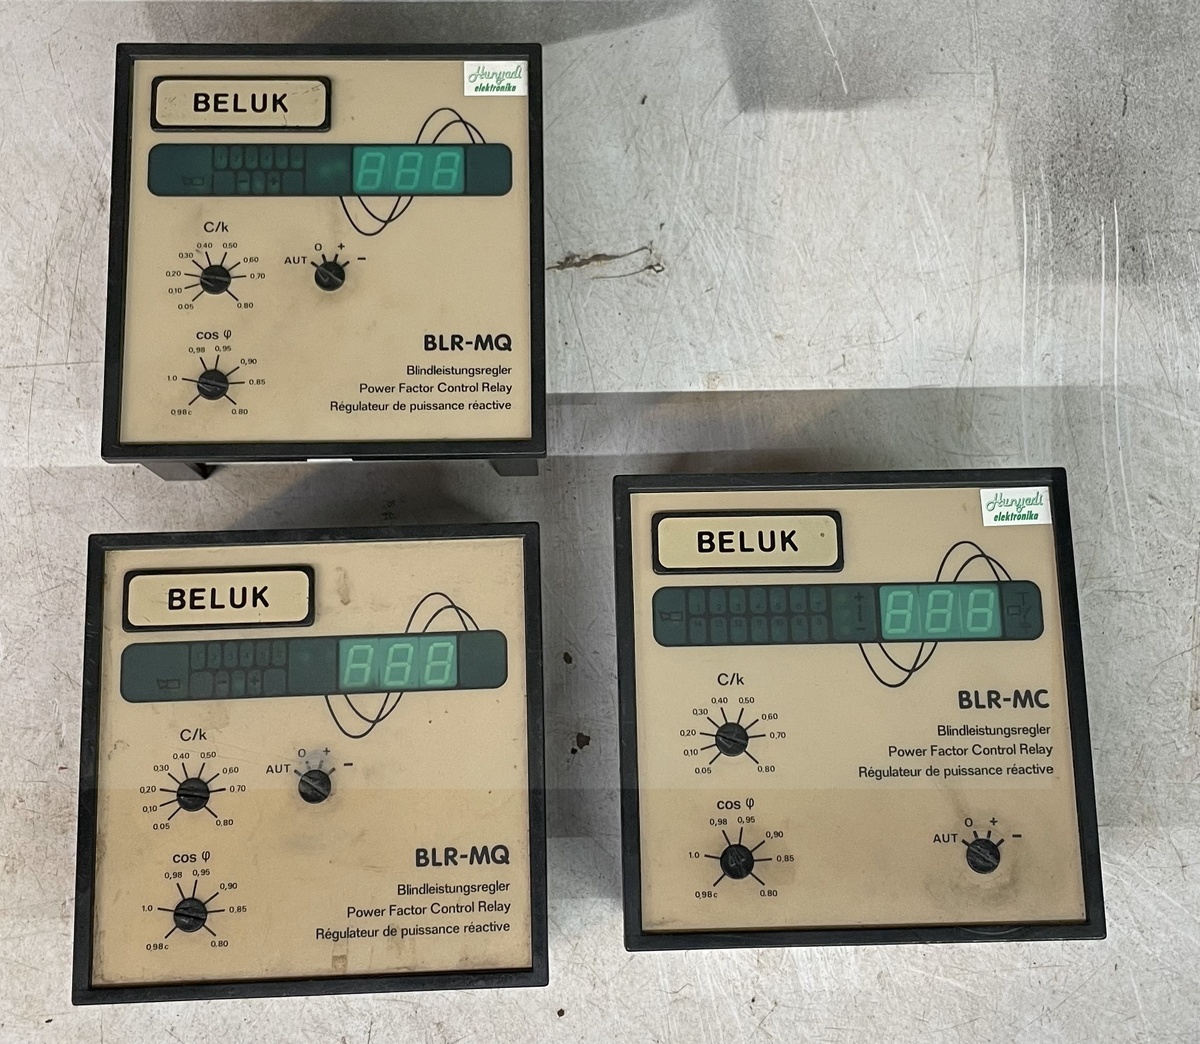 Hunyadi
elektronika
BELUK
888
C/k
0.05
0.10
0.20
0.30
0.40
0.50
0.60
0.70
0.80
AUT
O
+
−
cos φ
0.98c
1.0
0,98
0,95
0,90
0.85
0.80
BLR-MQ
Blindleistungsregler
Power Factor Control Relay
Régulateur de puissance réactive
BELUK
888
C/k
0.05
0,10
0,20
0,30
0,40
0,50
0,60
0,70
0,80
AUT
O
+
−
cos φ
0,98c
1.0
0,98
0,95
0,90
0,85
0,80
BLR-MQ
Blindleistungsregler
Power Factor Control Relay
Régulateur de puissance réactive
Hunyadi
elektronika
BELUK
888
C/k
0.05
0,10
0,20
0,30
0,40
0,50
0,60
0,70
0,80
BLR-MC
Blindleistungsregler
Power Factor Control Relay
Régulateur de puissance réactive
cos φ
0,98c
1.0
0,98
0,95
0,90
0,85
0.80
AUT
O
+
−